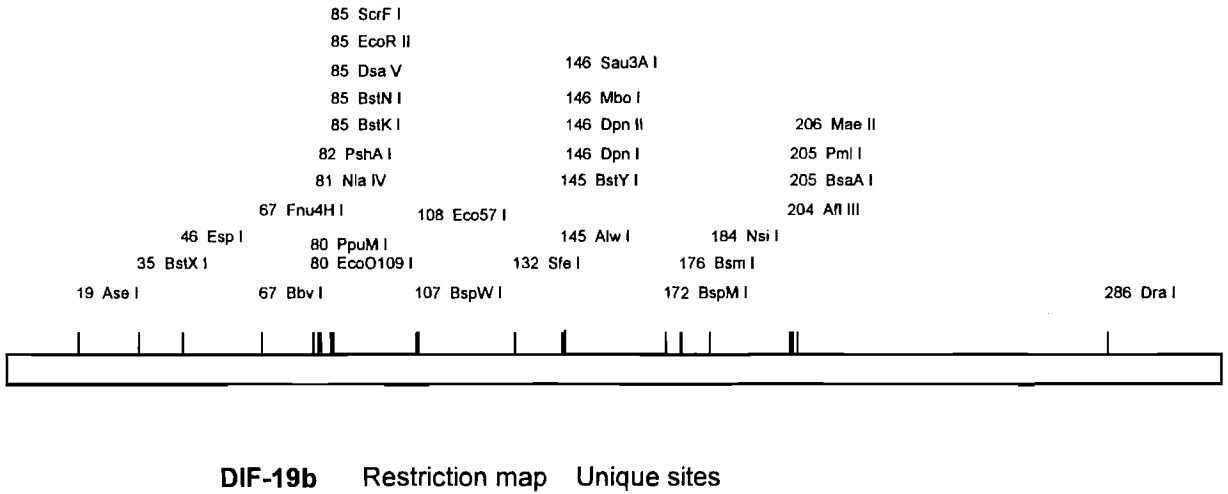 85 ScrF I
85 EcoR II
85 Dsa V
146 Sau3A I
85 BstN I
146 Mbo I
85 BstK I
146 Dpn II
206 Mae II
82 PshA I
146 Dpn I
205 Pml I
81 Nla IV
145 BstY I
205 BsaA I
67 Fnu4H I
108 Eco57 I
204 Afl III
46 Esp I
80 PpuM I
145 Alw I
184 Nsi I
35 BstX I
80 EcoO109 I
132 Sfe I
176 Bsm I
19 Ase I
67 Bbv I
107 BspW I
172 BspM I
286 Dra I
DIF-19b Restriction map Unique sites